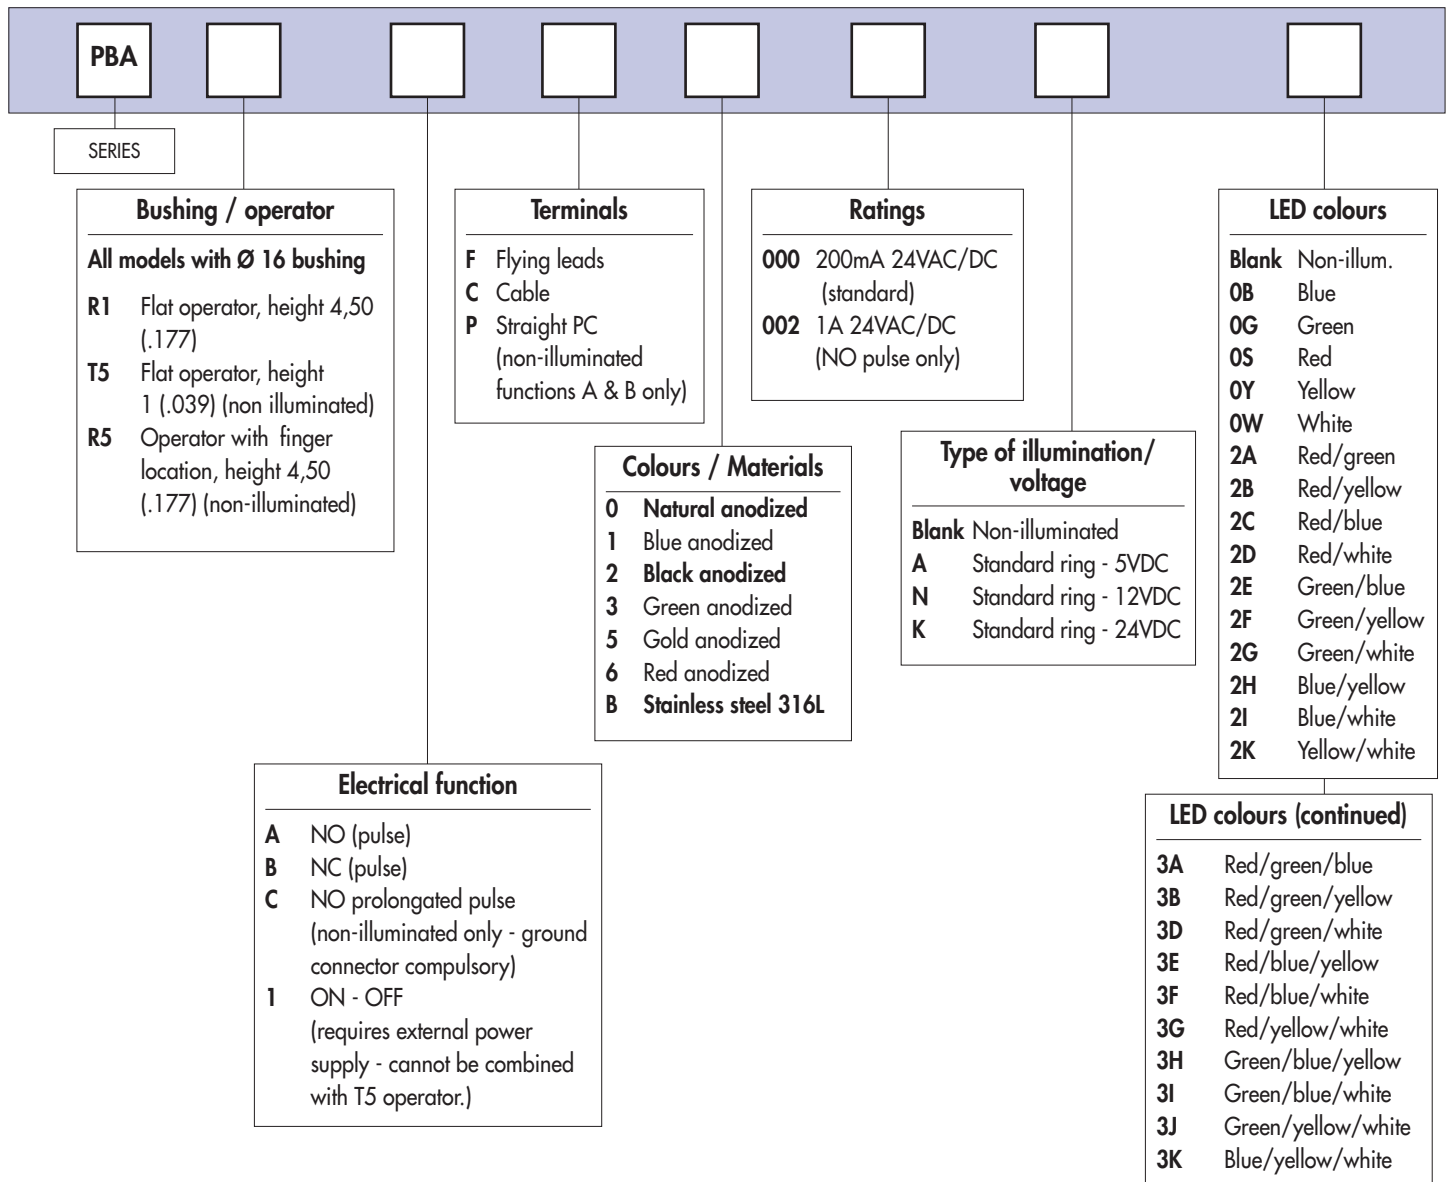 PBA
SERIES
Bushing / operator
All models with Ø 16 bushing
R1 Flat operator, height 4,50
(.177)
T5 Flat operator, height
1 (.039) (non illuminated)
R5 Operator with finger
location, height 4,50
(.177) (non-illuminated)
Terminals
F Flying leads
C Cable
P Straight PC
(non-illuminated
functions A & B only)
Ratings
000 200mA 24VAC/DC
(standard)
002 1A 24VAC/DC
(NO pulse only)
LED colours
Blank Non-illum.
0B Blue
0G Green
0S Red
0Y Yellow
0W White
2A Red/green
2B Red/yellow
2C Red/blue
2D Red/white
2E Green/blue
2F Green/yellow
2G Green/white
2H Blue/yellow
2I Blue/white
2K Yellow/white
Colours / Materials
0 Natural anodized
1 Blue anodized
2 Black anodized
3 Green anodized
5 Gold anodized
6 Red anodized
B Stainless steel 316L
Type of illumination/
voltage
Blank Non-illuminated
A Standard ring - 5VDC
N Standard ring - 12VDC
K Standard ring - 24VDC
Electrical function
A NO (pulse)
B NC (pulse)
C NO prolongated pulse
(non-illuminated only - ground
connector compulsory)
1 ON - OFF
(requires external power
supply - cannot be combined
with T5 operator.)
LED colours (continued)
3A Red/green/blue
3B Red/green/yellow
3D Red/green/white
3E Red/blue/yellow
3F Red/blue/white
3G Red/yellow/white
3H Green/blue/yellow
3I Green/blue/white
3J Green/yellow/white
3K Blue/yellow/white